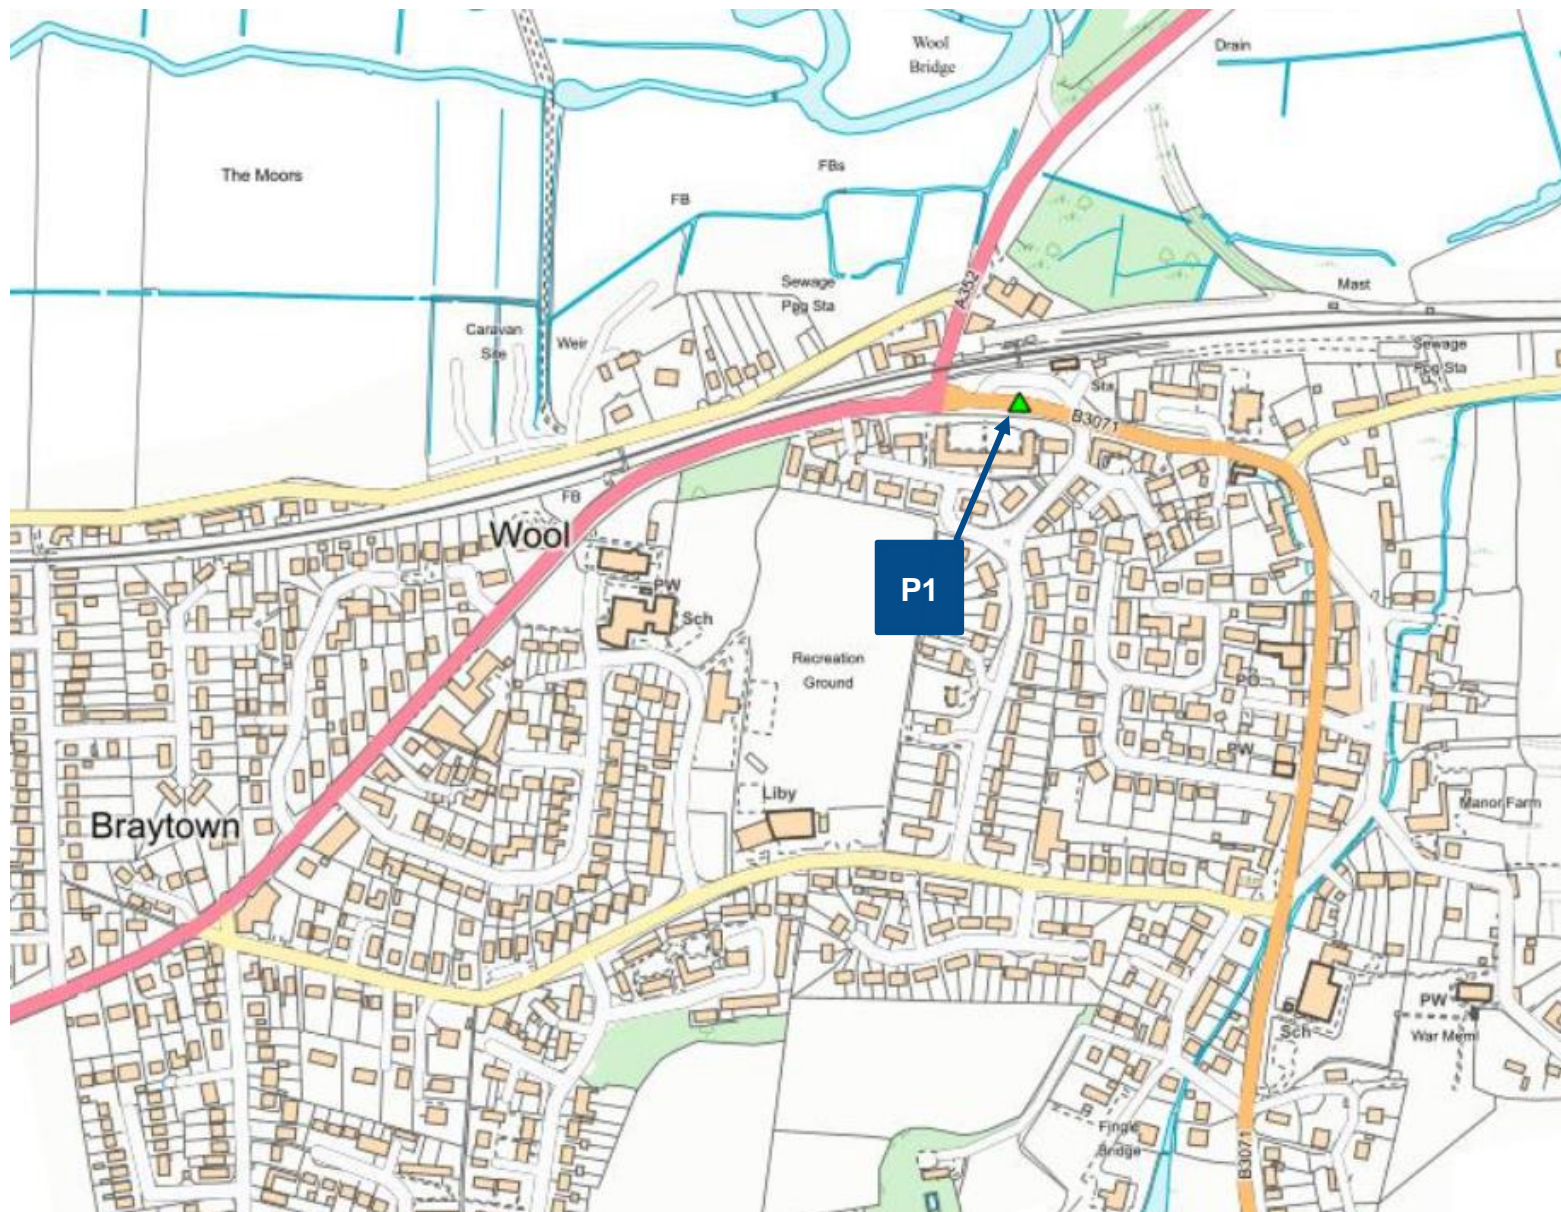 Wool
Bridge
Drain
The Moors
FBs
FB
A352
Sewage
Ppg Sta
Mast
Caravan
Site
Weir
Sewage
Ppg Sta
Sta
B3071
FB
Wool
P1
PW
Sch
Recreation
Ground
PO
PW
Liby
Manor Farm
Braytown
PW
Sch
War Meml
Fingle
Bridge
B3071